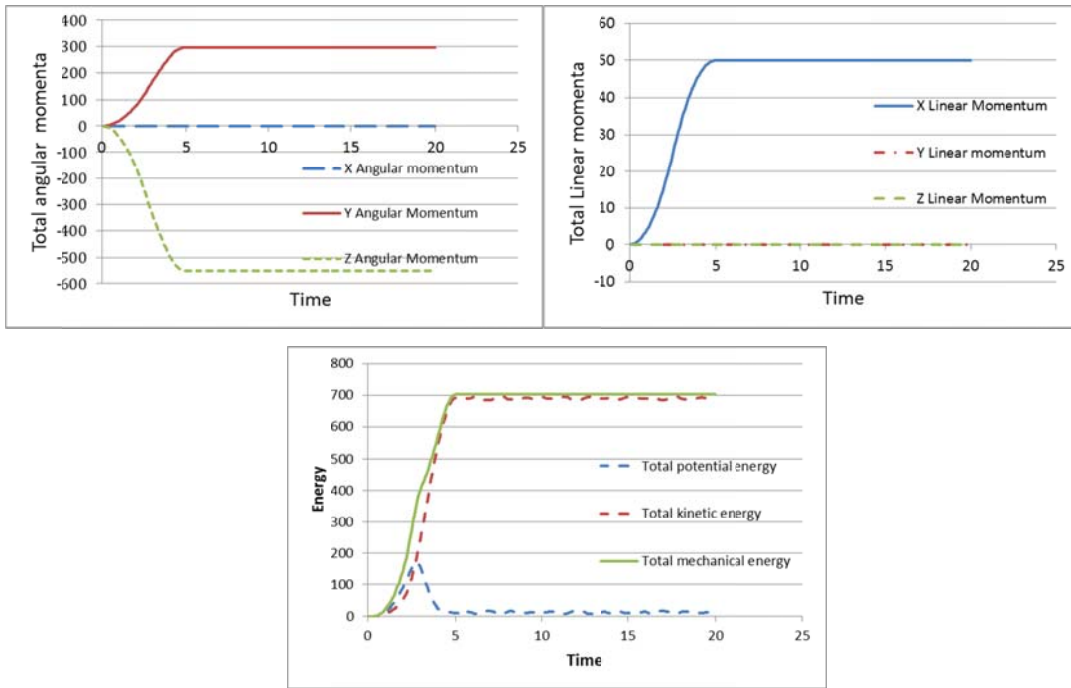 Total angular momenta
400
300
200
100
0
-100
-200
-300
-400
-500
-600
0 5 10 15 20 25
X Angular momentum
Y Angular Momentum
Z Angular Momentum
Time
Total Linear momenta
60
50
40
30
20
10
0
-10
0 5 10 15 20 25
X Linear Momentum
Y Linear momentum
Z Linear Momentum
Time
Energy
800
700
600
500
400
300
200
100
0
0 5 10 15 20 25
Total potential energy
Total kinetic energy
Total mechanical energy
Time